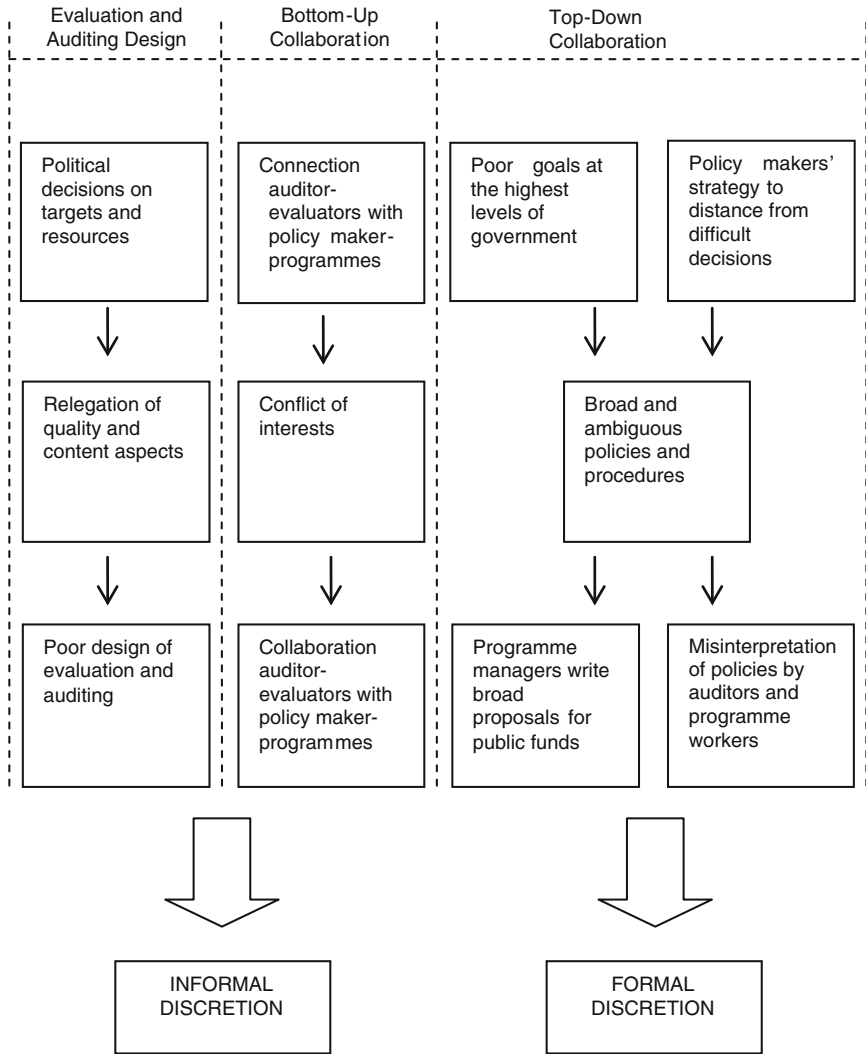 Evaluation and
Auditing Design
Bottom-Up
Collaboration
Top-Down
Collaboration
Political
decisions on
targets and
resources
Connection
auditor-
evaluators with
policy maker-
programmes
Poor goals at
the highest
levels of
government
Policy makers'
strategy to
distance from
difficult
decisions
Relegation of
quality and
content aspects
Conflict of
interests
Broad and
ambiguous
policies and
procedures
Poor design of
evaluation and
auditing
Collaboration
auditor-
evaluators with
policy maker-
programmes
Programme
managers write
broad
proposals for
public funds
Misinterpretation
of policies by
auditors and
programme
workers
INFORMAL
DISCRETION
FORMAL
DISCRETION